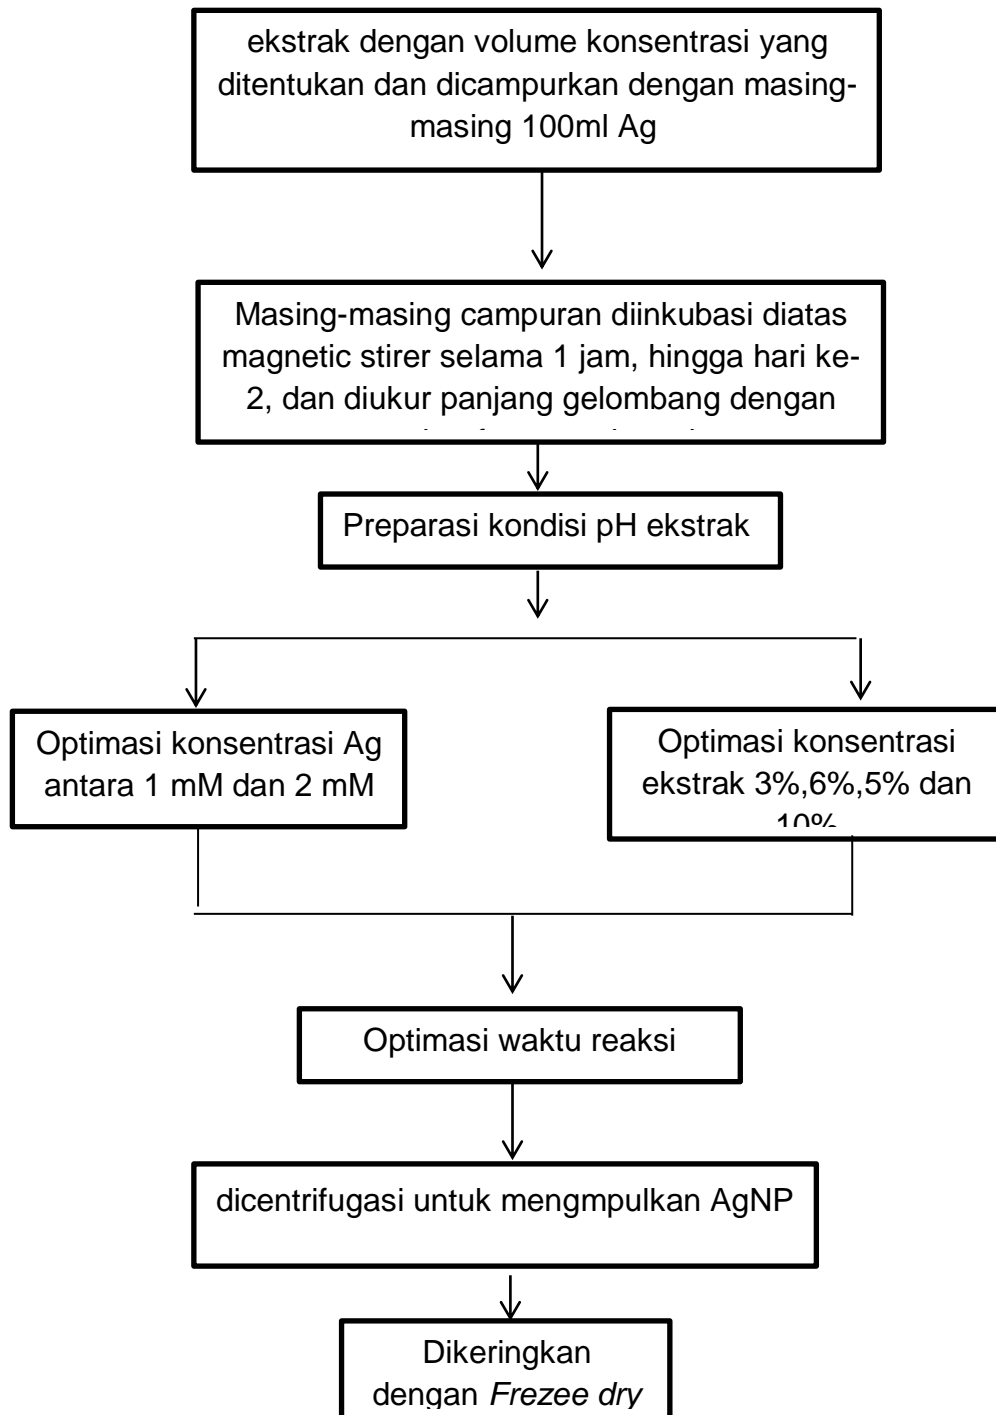 ekstrak dengan volume konsentrasi yang
ditentukan dan dicampurkan dengan masing-
masing 100ml Ag
Masing-masing campuran diinkubasi diatas
magnetic stirer selama 1 jam, hingga hari ke-
2, dan diukur panjang gelombang dengan
Preparasi kondisi pH ekstrak
Optimasi konsentrasi Ag
antara 1 mM dan 2 mM
Optimasi konsentrasi
ekstrak 3%,6%,5% dan
10%
Optimasi waktu reaksi
dicentrifugasi untuk mengmpulkan AgNP
Dikeringkan
dengan Frezee dry